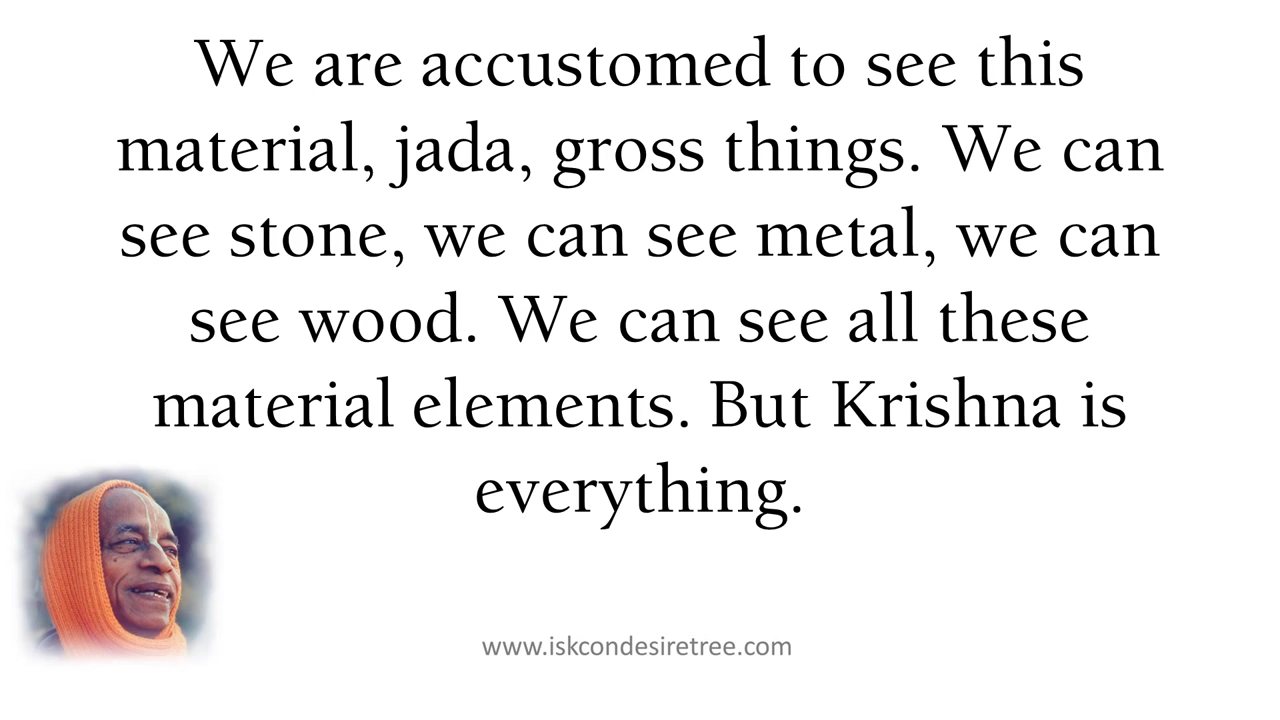 We are accustomed to see this
material, jada, gross things. We can
see stone, we can see metal, we can
see wood. We can see all these
material elements. But Krishna is
everything.
www.iskcondesiretree.com